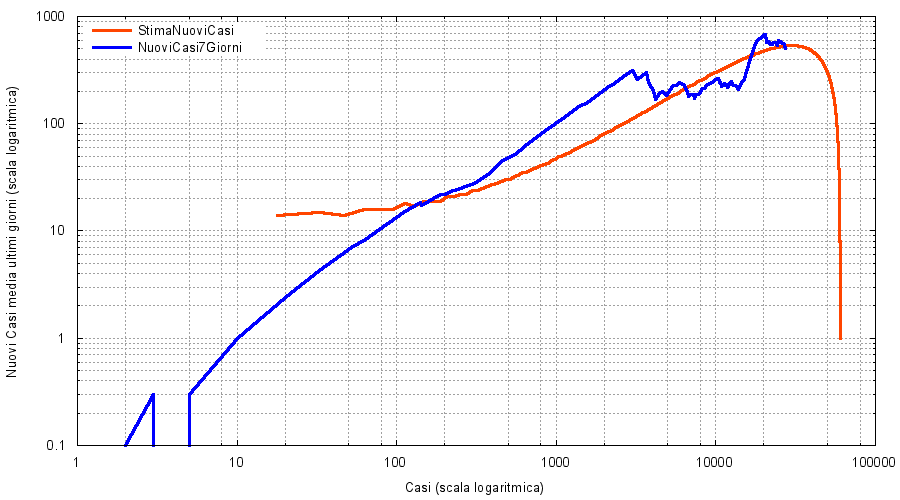 1000
100
10
1
0.1
StimaNuoviCasi
NuoviCasi7Giorni
Nuovi Casi media ultimi giorni (scala logaritmica)
1 10 100 1000 10000 100000
Casi (scala logaritmica)